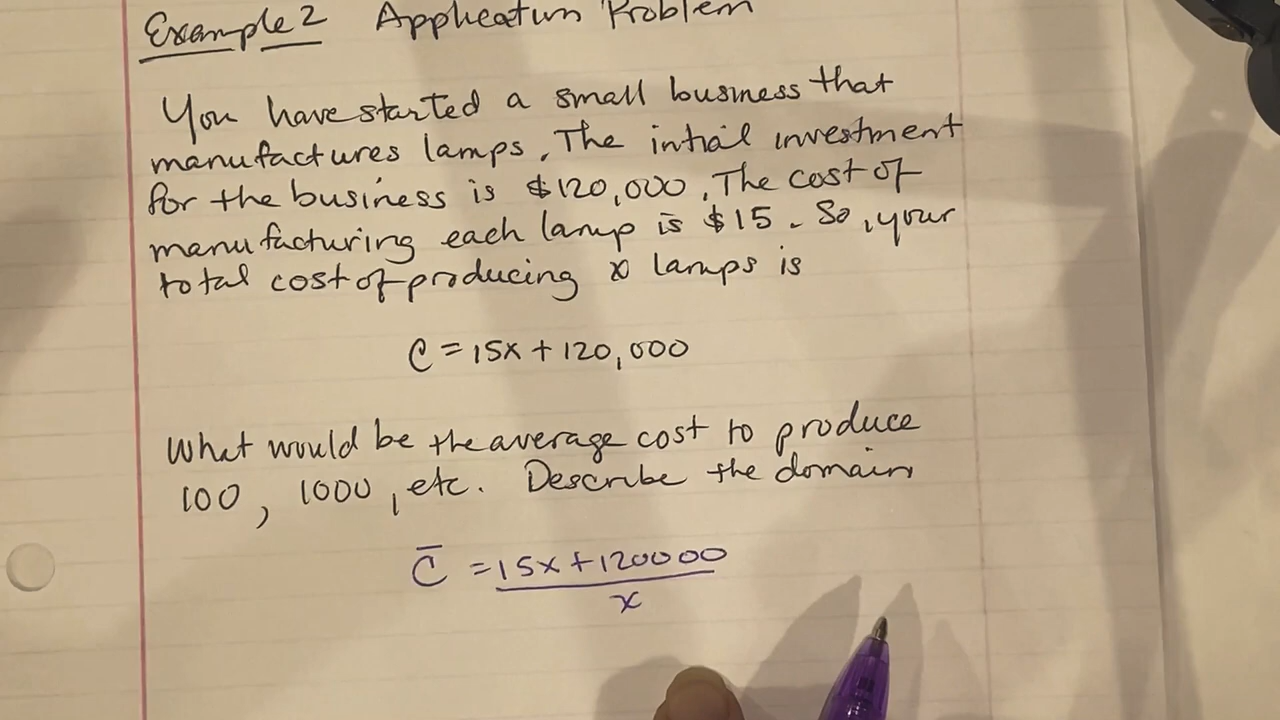 Example 2 Application Problem
You have started a small business that
manufactures lamps. The intial investment
for the business is $120,000. The cost of
manufacturing each lamp is $15. So, your
total cost of producing x lamps is
C = 15x + 120,000
What would be the average cost to produce
100, 1000, etc. Describe the domain
C̄ = 15x + 120000
x